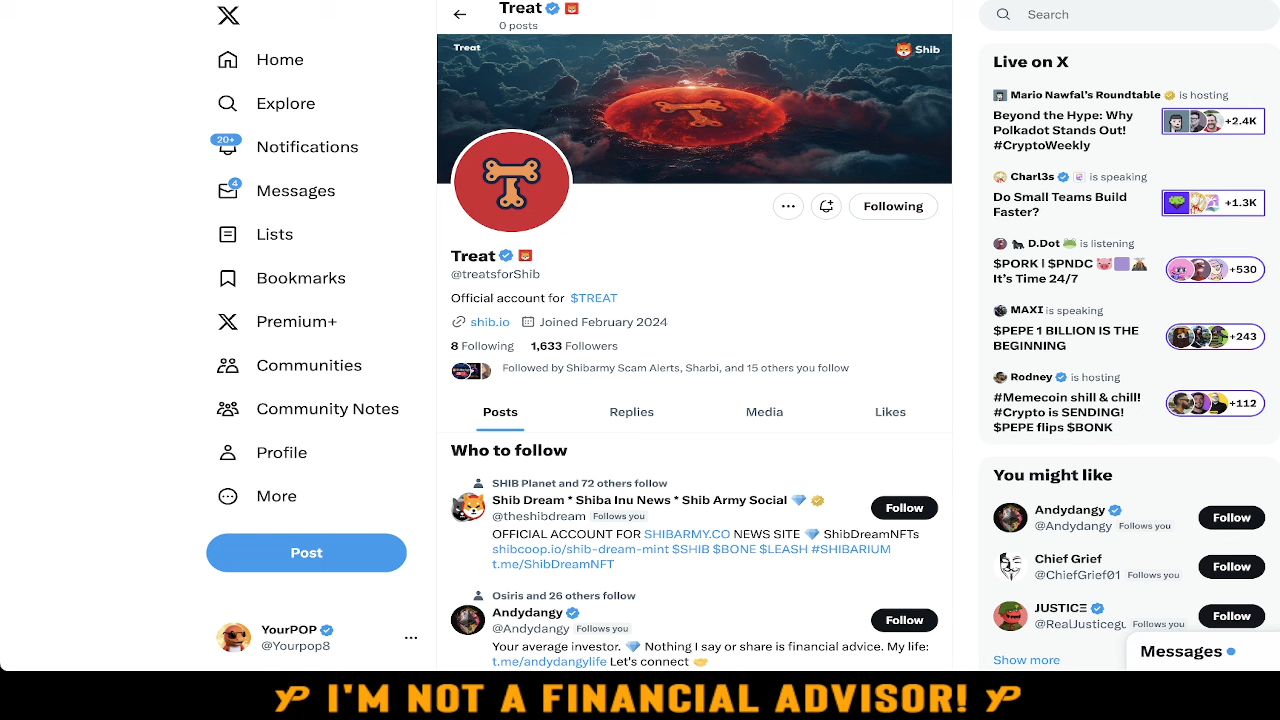 Home
Explore
20+
Notifications
4
Messages
Lists
Bookmarks
Premium+
Communities
Community Notes
Profile
More
Post
YourPOP
@Yourpop8
Treat
0 posts
Treat
Shib
Following
Treat
@treatsforShib
Official account for $TREAT
shib.io Joined February 2024
8 Following 1,633 Followers
Followed by Shibarmy Scam Alerts, Sharbi, and 15 others you follow
Posts Replies Media Likes
Who to follow
SHIB Planet and 72 others follow
Shib Dream * Shiba Inu News * Shib Army Social 💎
@theshibdream Follows you
Follow
OFFICIAL ACCOUNT FOR SHIBARMY.CO NEWS SITE 💎 ShibDreamNFTs
shibcoop.io/shib-dream-mint $SHIB $BONE $LEASH #SHIBARIUM
t.me/ShibDreamNFT
Osiris and 26 others follow
Andydangy
@Andydangy Follows you
Follow
Your average investor. 💎 Nothing I say or share is financial advice. My life:
t.me/andydangylife Let's connect 🤝
Search
Live on X
Mario Nawfal's Roundtable is hosting
Beyond the Hype: Why
Polkadot Stands Out!
#CryptoWeekly
+2.4K
Charl3s is speaking
Do Small Teams Build
Faster?
+1.3K
D.Dot 🐸 is listening
$PORK | $PNDC 🐷🟪🌋
It's Time 24/7
+530
MAXI is speaking
$PEPE 1 BILLION IS THE
BEGINNING
+243
Rodney is hosting
#Memecoin shill & chill!
#Crypto is SENDING!
$PEPE flips $BONK
+112
You might like
Andydangy
@Andydangy Follows you
Follow
Chief Grief
@ChiefGrief01 Follows you
Follow
JUSTICΞ
@RealJusticegu Follows you
Follow
Show more
Messages
YP I'M NOT A FINANCIAL ADVISOR! YP